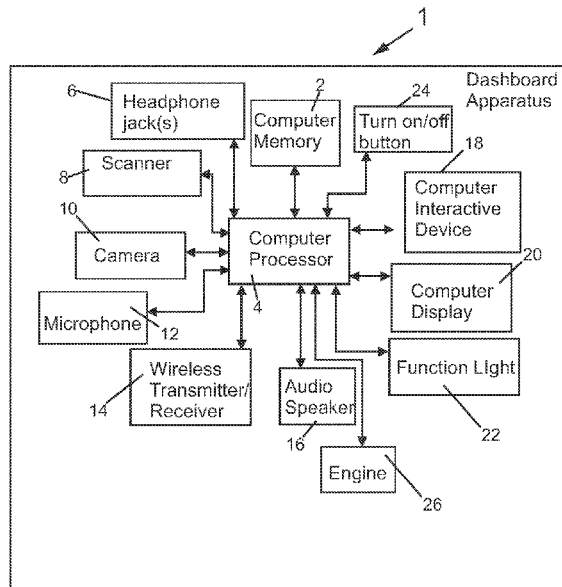 1
Dashboard
Apparatus
6
Headphone
jack(s)
2
Computer
Memory
24
Turn on/off
button
8
Scanner
18
Computer
Interactive
Device
10
Camera
Computer
Processor
4
20
Computer
Display
Microphone
12
14
Wireless
Transmitter/
Receiver
Audio
Speaker
16
Function LIght
22
Engine
26